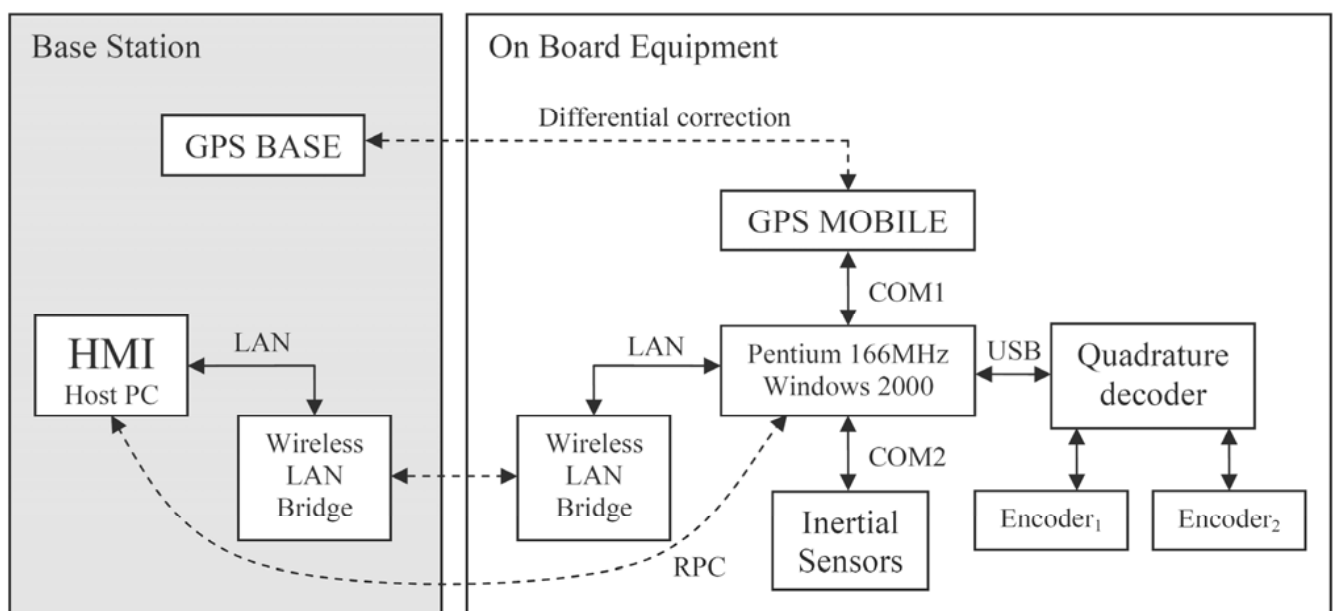 Base Station
On Board Equipment
Differential correction
GPS BASE
GPS MOBILE
COM1
HMI
Host PC
LAN
LAN
Pentium 166MHz
Windows 2000
USB
Quadrature
decoder
Wireless
LAN
Bridge
Wireless
LAN
Bridge
COM2
Inertial
Sensors
Encoder₁
Encoder₂
RPC